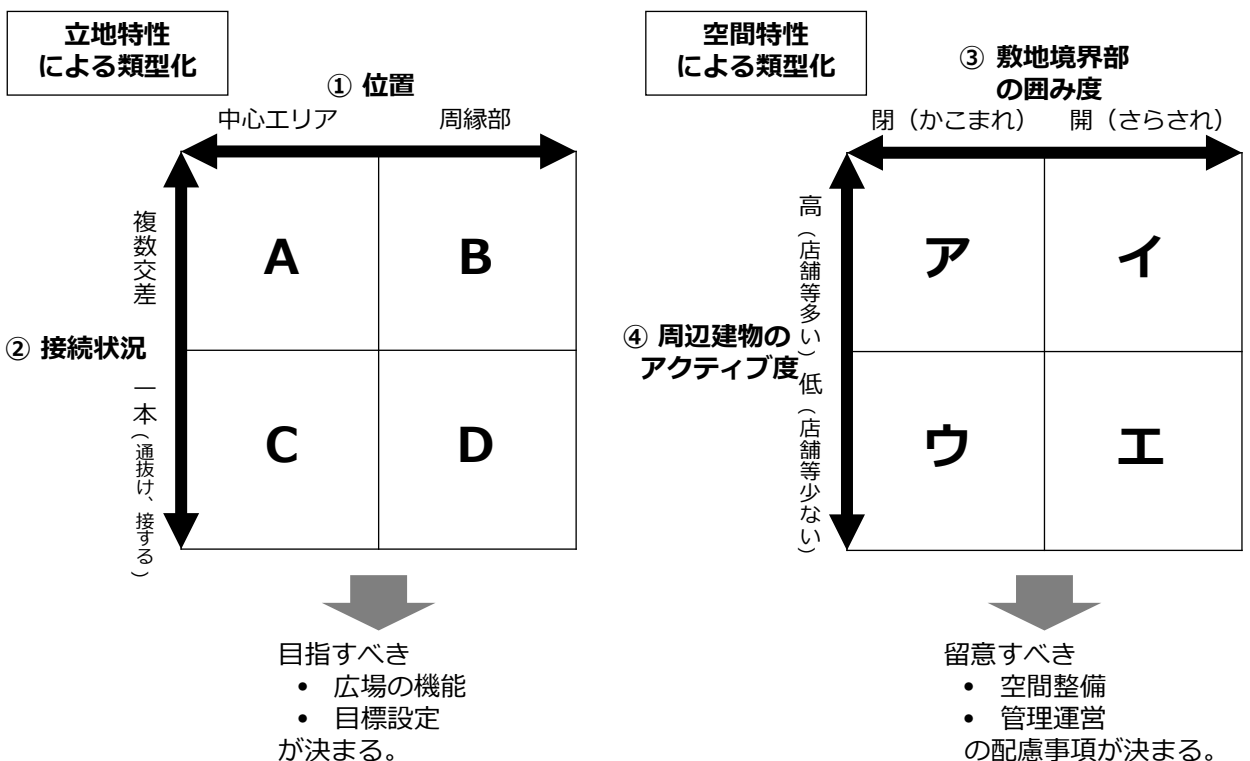 立地特性
による類型化
① 位置
中心エリア
周縁部
② 接続状況
複数交差
一本(通抜け、接する)
A
B
C
D
目指すべき
• 広場の機能
• 目標設定
が決まる。
空間特性
による類型化
③ 敷地境界部
の囲み度
閉(かこまれ)
開(さらされ)
④ 周辺建物の
アクティブ度
高(店舗等多い)
低(店舗等少ない)
ア
イ
ウ
エ
留意すべき
• 空間整備
• 管理運営
の配慮事項が決まる。